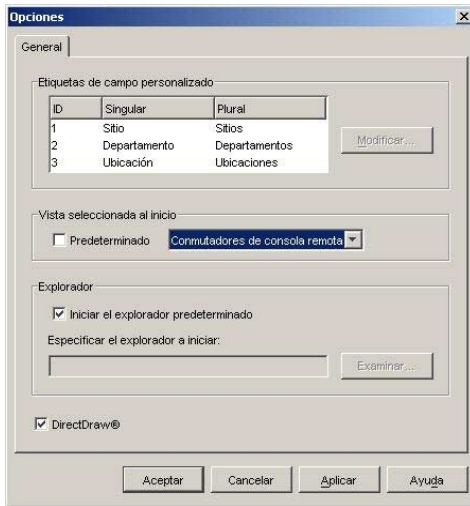 Opciones
General
Etiquetas de campo personalizado
ID Singular Plural
1 Sitio Sitios
2 Departamento Departamentos
3 Ubicación Ubicaciones
Modificar...
Vista seleccionada al inicio
Predeterminado Conmutadores de consola remota
Explorador
Iniciar el explorador predeterminado
Especificar el explorador a iniciar:
Examinar...
DirectDraw®
Aceptar Cancelar Aplicar Ayuda